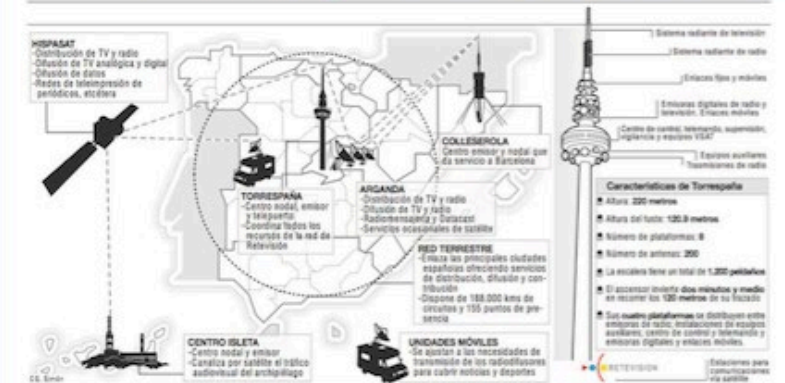 HISPASAT
-Distribución de TV y radio
-Difusión de TV analógica y digital
-Difusión de datos
-Redes de teleimpresión de
periódicos, etcétera
COLLESEROLA
Centro emisor y nodal que
da servicio a Barcelona
TORRESPAÑA
-Centro nodal, emisor
y telepuerto
-Coordina todos los
recursos de la red de
Retevisión
ARGANDA
-Distribución de TV y radio
-Difusión de TV y radio
-Radiomensajería y Datacast
-Servicios ocasionales de satélite
RED TERRESTRE
-Enlaza las principales ciudades
españolas ofreciendo servicios
de distribución, difusión y con-
tribución
-Dispone de 188.000 kms de
circuitos y 155 puntos de pre-
sencia
CENTRO ISLETA
-Centro nodal y emisor
-Canaliza por satélite el tráfico
audiovisual del archipiélago
UNIDADES MÓVILES
-Se ajustan a las necesidades de
transmisión de los radiodifusores
para cubrir noticias y deportes
Sistema radiante de televisión
Sistema radiante de radio
Enlaces fijos y móviles
Emisoras digitales de radio y
televisión. Enlaces móviles
Centro de control, telemando, supervisión,
vigilancia y equipos VSAT
Equipos auxiliares
Trasmisiones de radio
Características de Torrespaña
Altura: 220 metros
Altura del fuste: 120,9 metros
Número de plataformas:
Número de antenas: 200
La escalera tiene un total de 1.200 peldaños
El ascensor invierte dos minutos y medio
en recorrer los 120 metros de su trazado
Sus cuatro plataformas se distribuyen entre
emisoras de radio, instalaciones de equipos
auxiliares, centro de control y telemando y
emisoras digitales y enlaces móviles.
RETEVISION
Estaciones para
comunicaciones
vía satélite